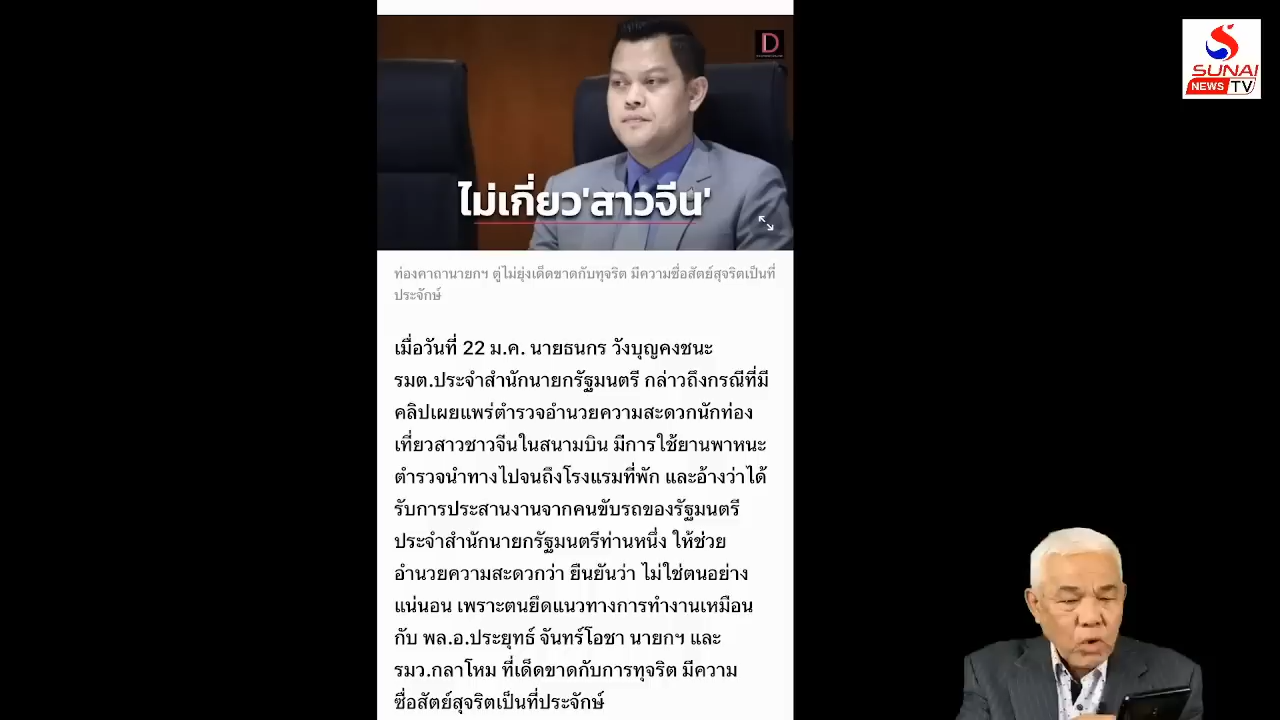 D
SUNAI
NEWS TV
ไม่เกี่ยว'สาวจีน'
ท่องคาถานายกฯ ตู่ไม่ยุ่งเด็ดขาดกับทุจริต มีความซื่อสัตย์สุจริตเป็นที่
ประจักษ์
เมื่อวันที่ 22 ม.ค. นายธนกร วังบุญคงชนะ
รมต.ประจำสำนักนายกรัฐมนตรี กล่าวถึงกรณีที่มี
คลิปเผยแพร่ตำรวจอำนวยความสะดวกนักท่อง
เที่ยวสาวชาวจีนในสนามบิน มีการใช้ยานพาหนะ
ตำรวจนำทางไปจนถึงโรงแรมที่พัก และอ้างว่าได้
รับการประสานงานจากคนขับรถของรัฐมนตรี
ประจำสำนักนายกรัฐมนตรีท่านหนึ่ง ให้ช่วย
อำนวยความสะดวกว่า ยืนยันว่า ไม่ใช่ตนอย่าง
แน่นอน เพราะตนยึดแนวทางการทำงานเหมือน
กับ พล.อ.ประยุทธ์ จันทร์โอชา นายกฯ และ
รมว.กลาโหม ที่เด็ดขาดกับการทุจริต มีความ
ซื่อสัตย์สุจริตเป็นที่ประจักษ์